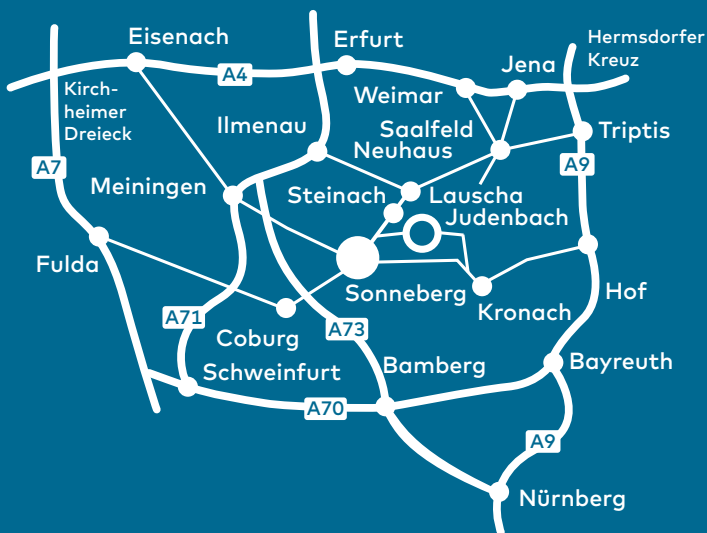 Eisenach
Erfurt
Hermsdorfer
Kreuz
Jena
A4
Kirch-
heimer
Dreieck
Weimar
Ilmenau
Saalfeld
Neuhaus
Triptis
A7
A9
Meiningen
Steinach
Lauscha
Judenbach
Fulda
Sonneberg
Hof
Kronach
A71
Coburg
A73
Schweinfurt
Bamberg
Bayreuth
A70
A9
Nürnberg